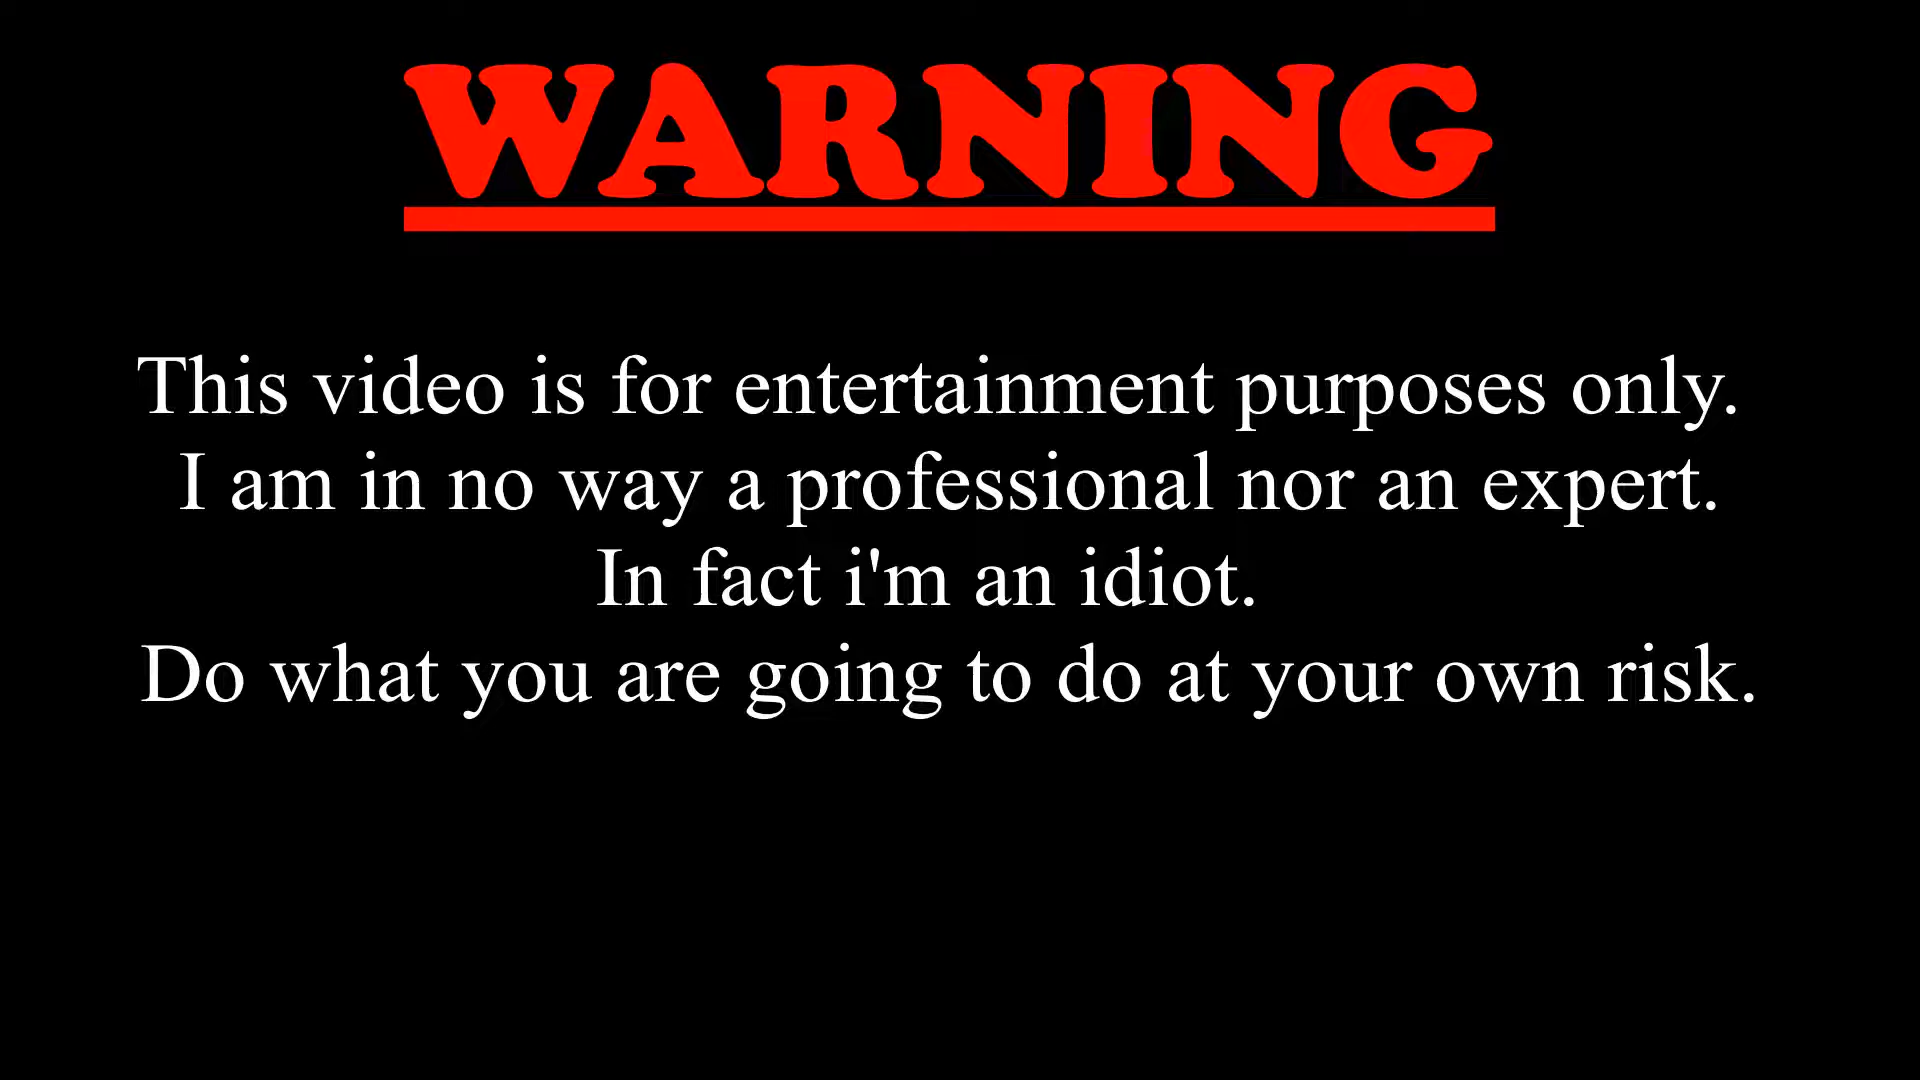 WARNING
This video is for entertainment purposes only.
I am in no way a professional nor an expert.
In fact i'm an idiot.
Do what you are going to do at your own risk.